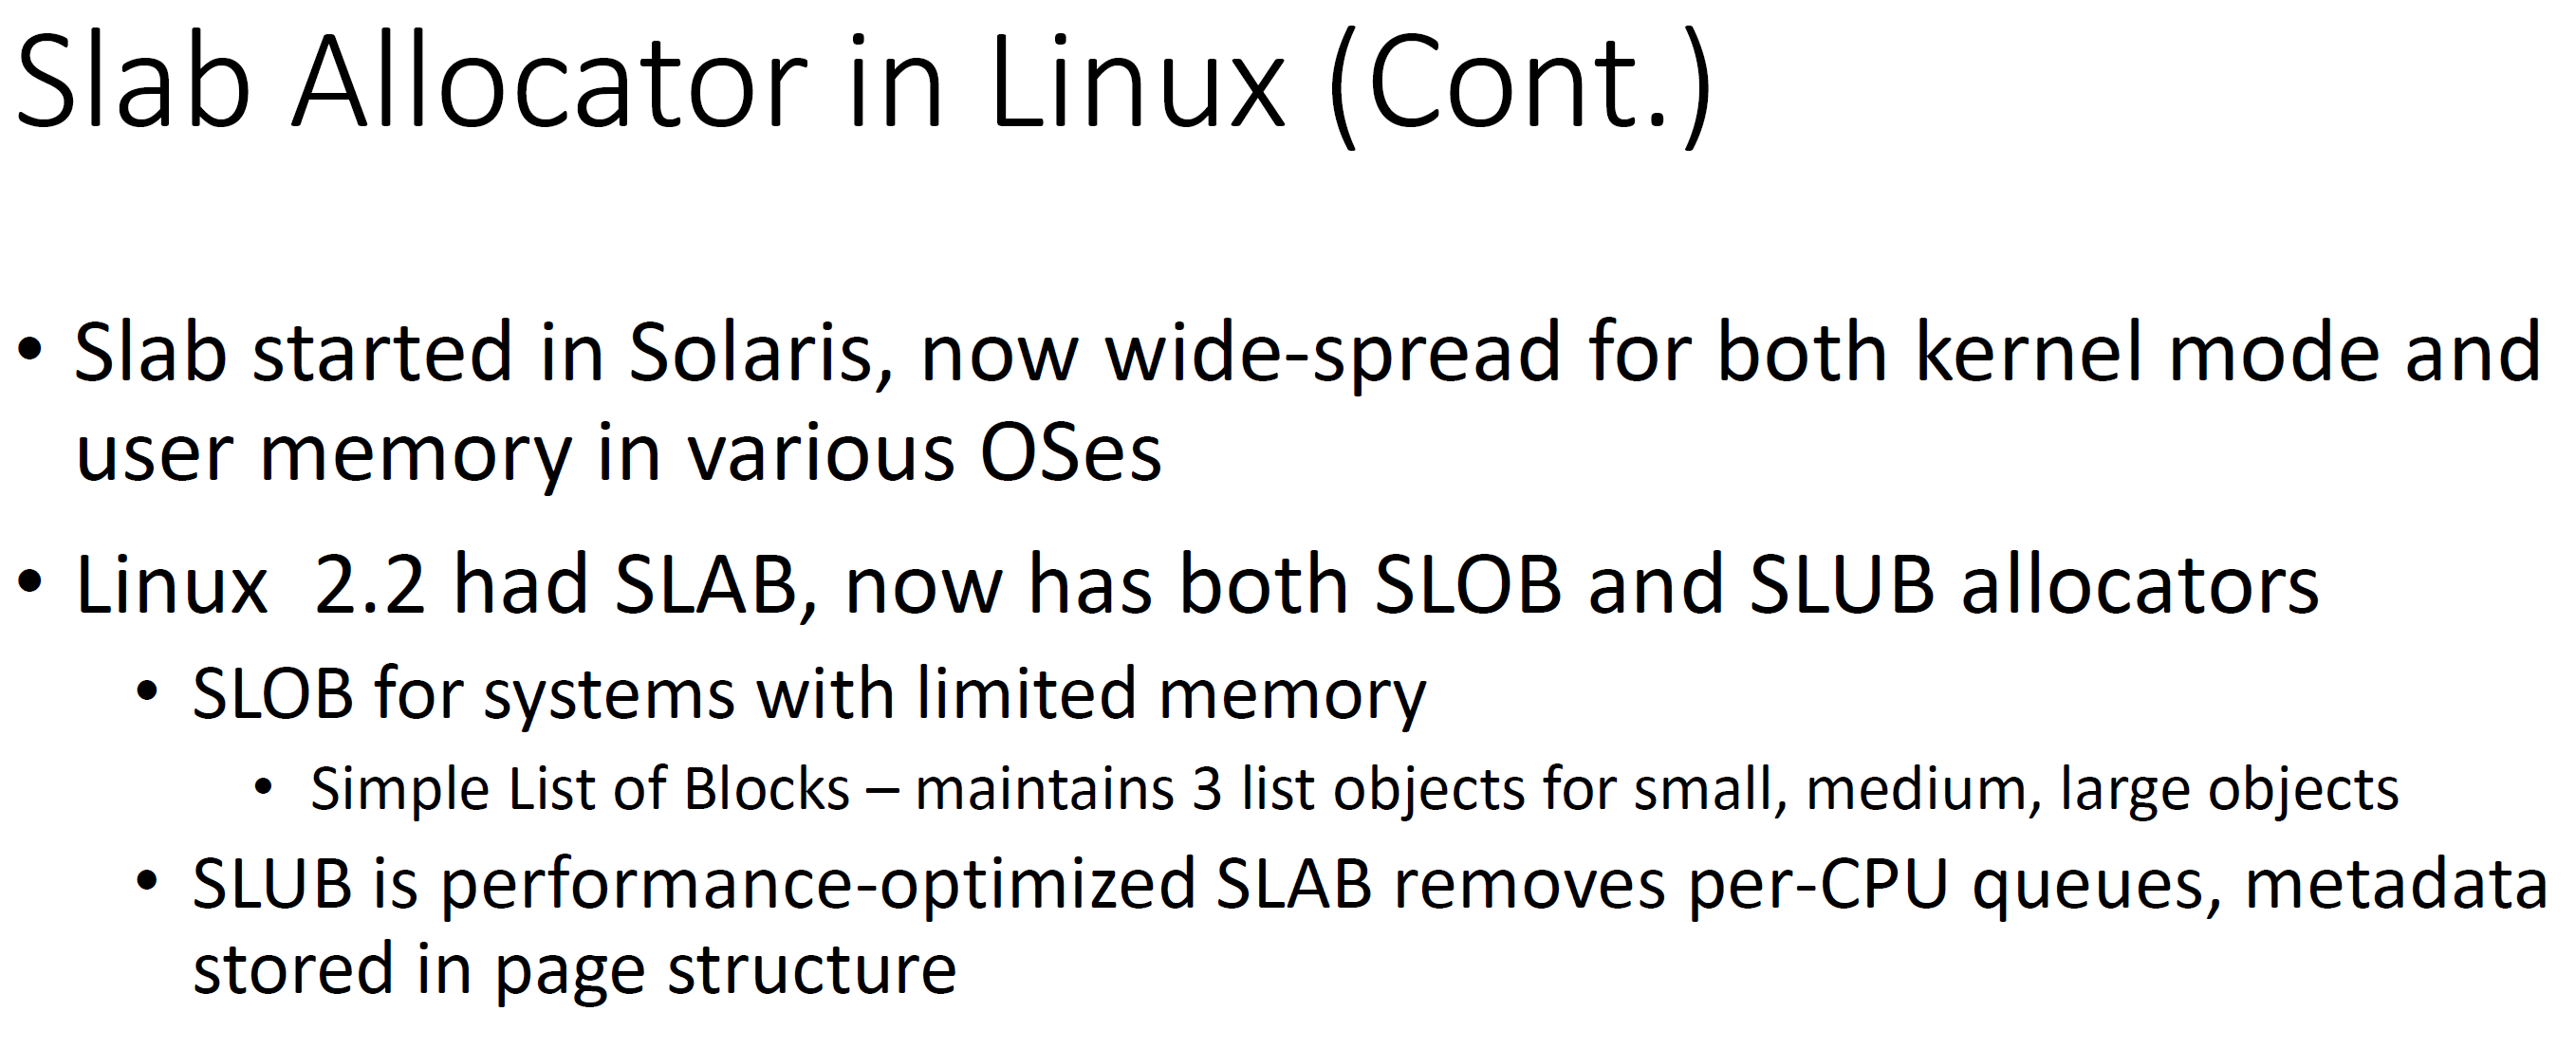 Slab Allocator in Linux (Cont.)
• Slab started in Solaris, now wide-spread for both kernel mode and
user memory in various OSes
• Linux  2.2 had SLAB, now has both SLOB and SLUB allocators
• SLOB for systems with limited memory
• Simple List of Blocks – maintains 3 list objects for small, medium, large objects
• SLUB is performance-optimized SLAB removes per-CPU queues, metadata
stored in page structure